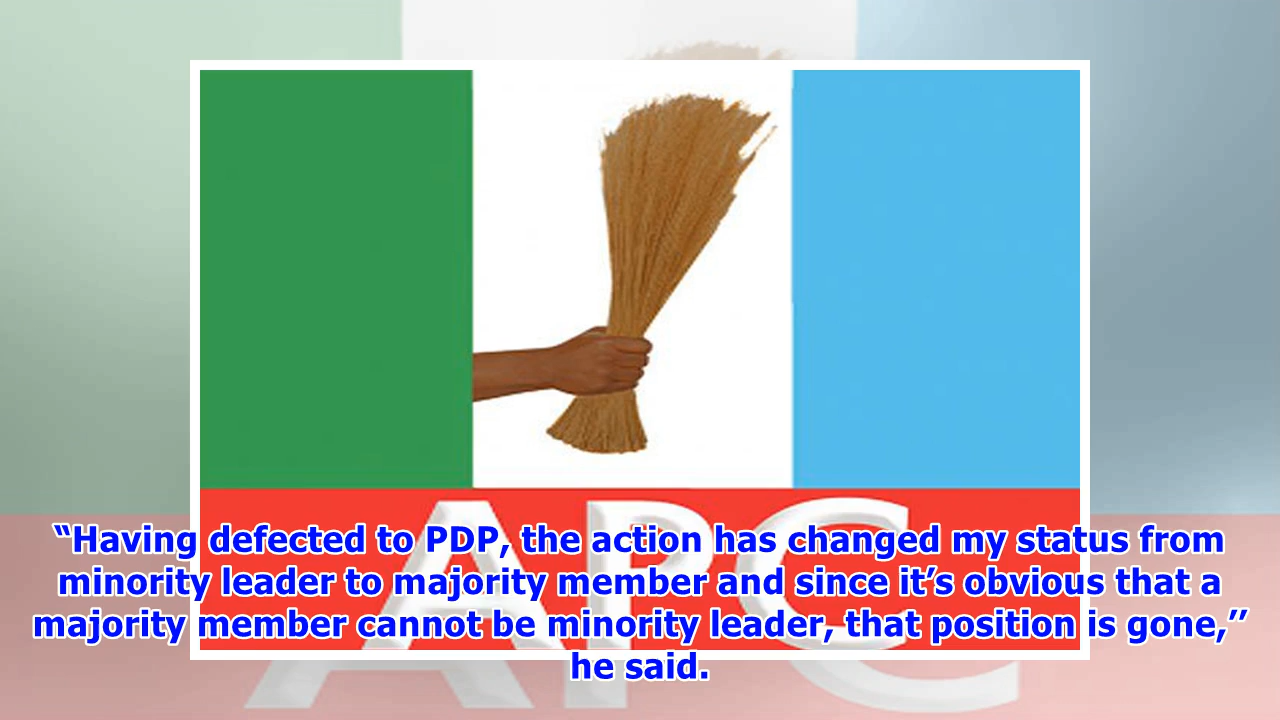 APC
“Having defected to PDP, the action has changed my status from
minority leader to majority member and since it’s obvious that a
majority member cannot be minority leader, that position is gone,’’
he said.